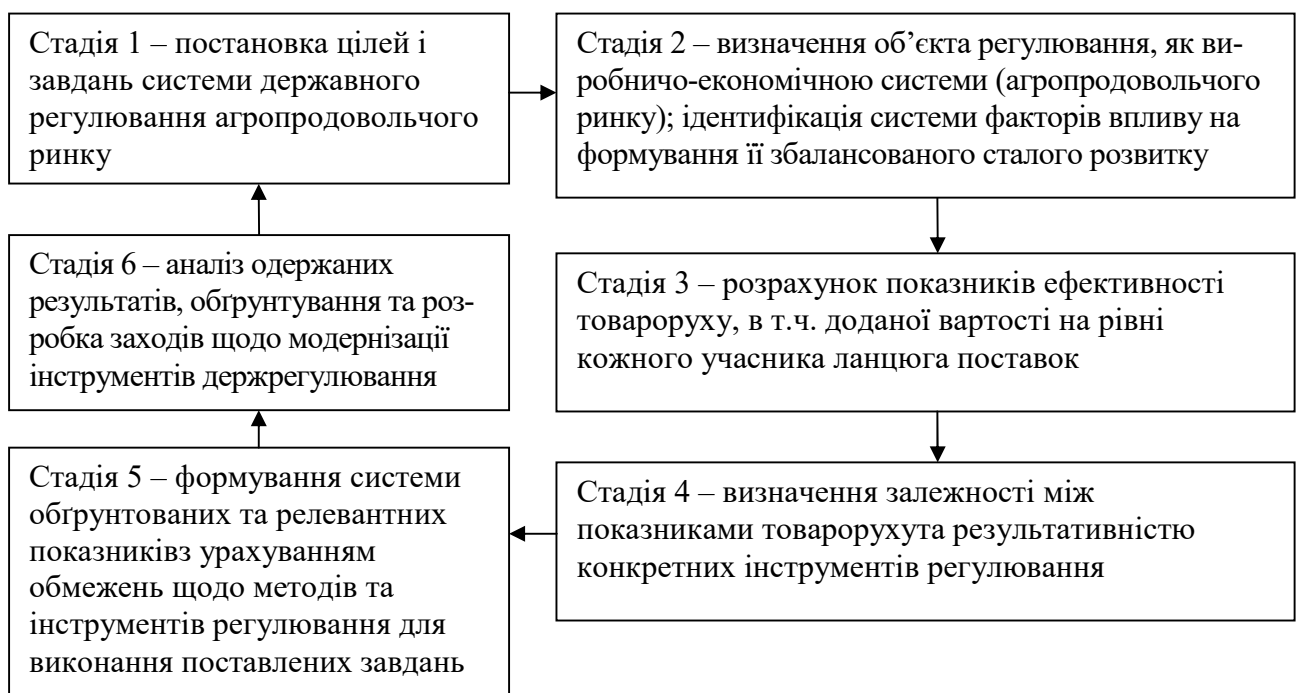 Стадія 1 – постановка цілей і
завдань системи державного
регулювання агропродовольчого
ринку
Стадія 2 – визначення об’єкта регулювання, як ви-
робничо-економічною системи (агропродовольчого
ринку); ідентифікація системи факторів впливу на
формування її збалансованого сталого розвитку
Стадія 3 – розрахунок показників ефективності
товароруху, в т.ч. доданої вартості на рівні
кожного учасника ланцюга поставок
Стадія 4 – визначення залежності між
показниками товарорухута результативністю
конкретних інструментів регулювання
Стадія 5 – формування системи
обґрунтованих та релевантних
показниківз урахуванням
обмежень щодо методів та
інструментів регулювання для
виконання поставлених завдань
Стадія 6 – аналіз одержаних
результатів, обґрунтування та роз-
робка заходів щодо модернізації
інструментів держрегулювання